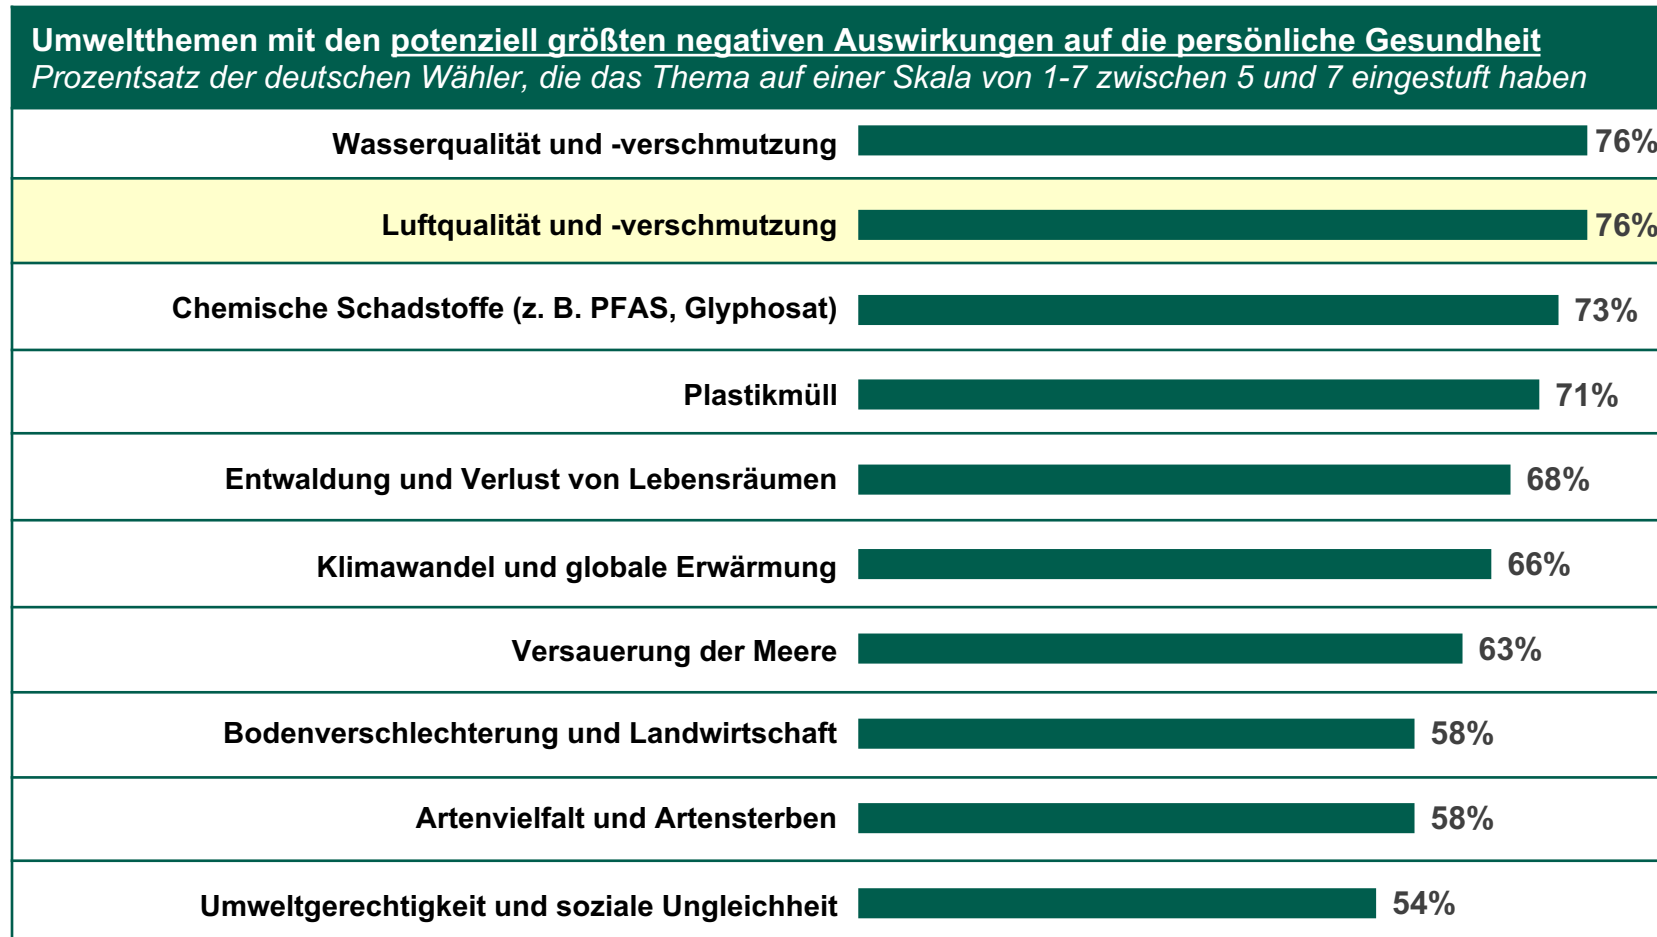 Umweltthemen mit den potenziell größten negativen Auswirkungen auf die persönliche Gesundheit
Prozentsatz der deutschen Wähler, die das Thema auf einer Skala von 1-7 zwischen 5 und 7 eingestuft haben
Wasserqualität und -verschmutzung 76%
Luftqualität und -verschmutzung 76%
Chemische Schadstoffe (z. B. PFAS, Glyphosat) 73%
Plastikmüll 71%
Entwaldung und Verlust von Lebensräumen 68%
Klimawandel und globale Erwärmung 66%
Versauerung der Meere 63%
Bodenverschlechterung und Landwirtschaft 58%
Artenvielfalt und Artensterben 58%
Umweltgerechtigkeit und soziale Ungleichheit 54%